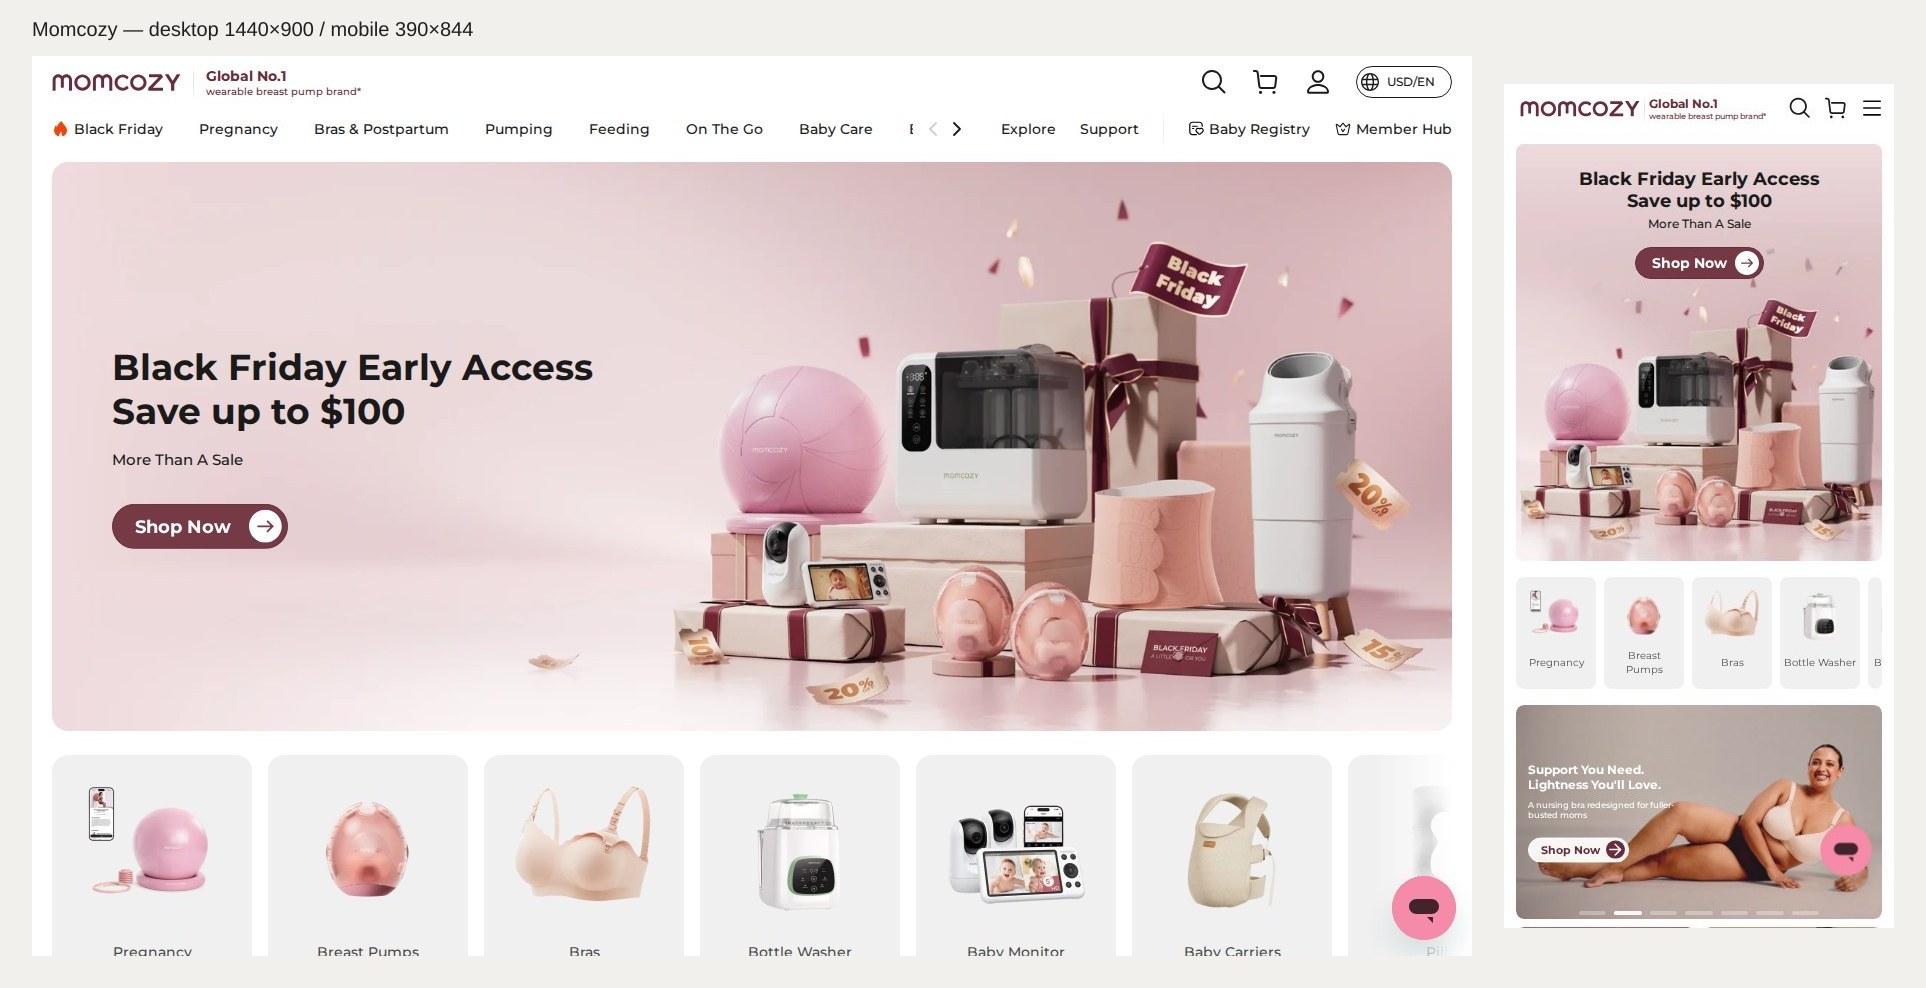 Momcozy — desktop 1440×900 / mobile 390×844
momcozy
Global No.1
wearable breast pump brand*
USD/EN
Black Friday
Pregnancy
Bras & Postpartum
Pumping
Feeding
On The Go
Baby Care
Explore
Support
Baby Registry
Member Hub
Black Friday Early Access
Save up to $100
More Than A Sale
Shop Now
Black
Friday
momcozy
momcozy
momcozy
20%
10
20%
BLACK FRIDAY
15%
Pregnancy
Breast Pumps
Bras
Bottle Washer
Baby Monitor
Baby Carriers
momcozy
Global No.1
wearable breast pump brand*
Black Friday Early Access
Save up to $100
More Than A Sale
Shop Now
Black
Friday
20%
15%
Pregnancy
Breast
Pumps
Bras
Bottle Washer
B
Support You Need.
Lightness You'll Love.
A nursing bra redesigned for fuller-
busted moms
Shop Now